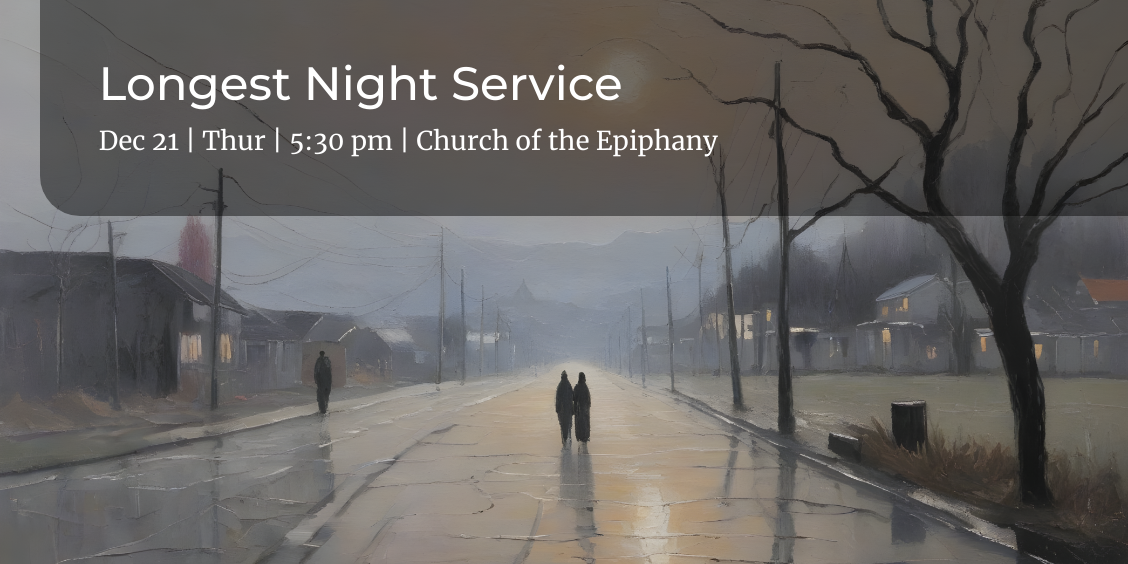 Longest Night Service
Dec 21 | Thur | 5:30 pm | Church of the Epiphany